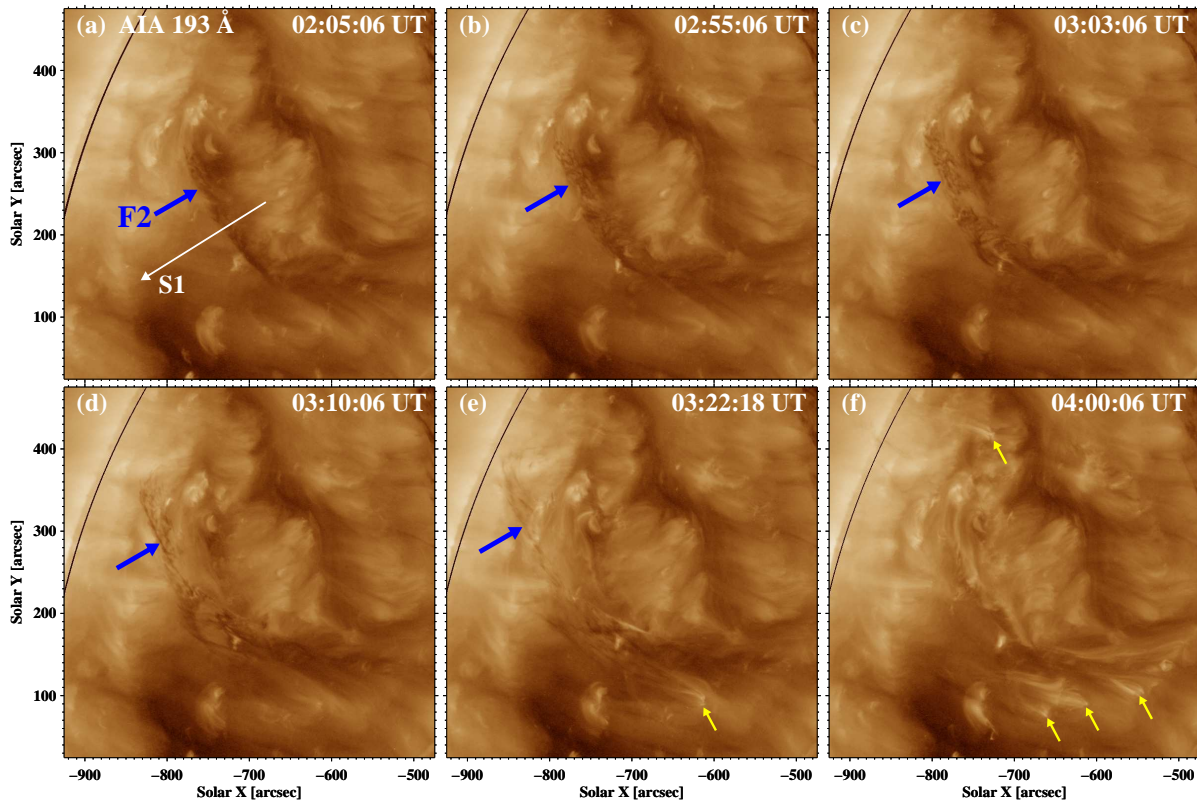 (a) AIA 193 Å 02:05:06 UT
(b) 02:55:06 UT
(c) 03:03:06 UT
Solar Y [arcsec]
400
300
200
100
F2
S1
(d) 03:10:06 UT
(e) 03:22:18 UT
(f) 04:00:06 UT
Solar Y [arcsec]
400
300
200
100
−900 −800 −700 −600 −500
−900 −800 −700 −600 −500
−900 −800 −700 −600 −500
Solar X [arcsec]
Solar X [arcsec]
Solar X [arcsec]